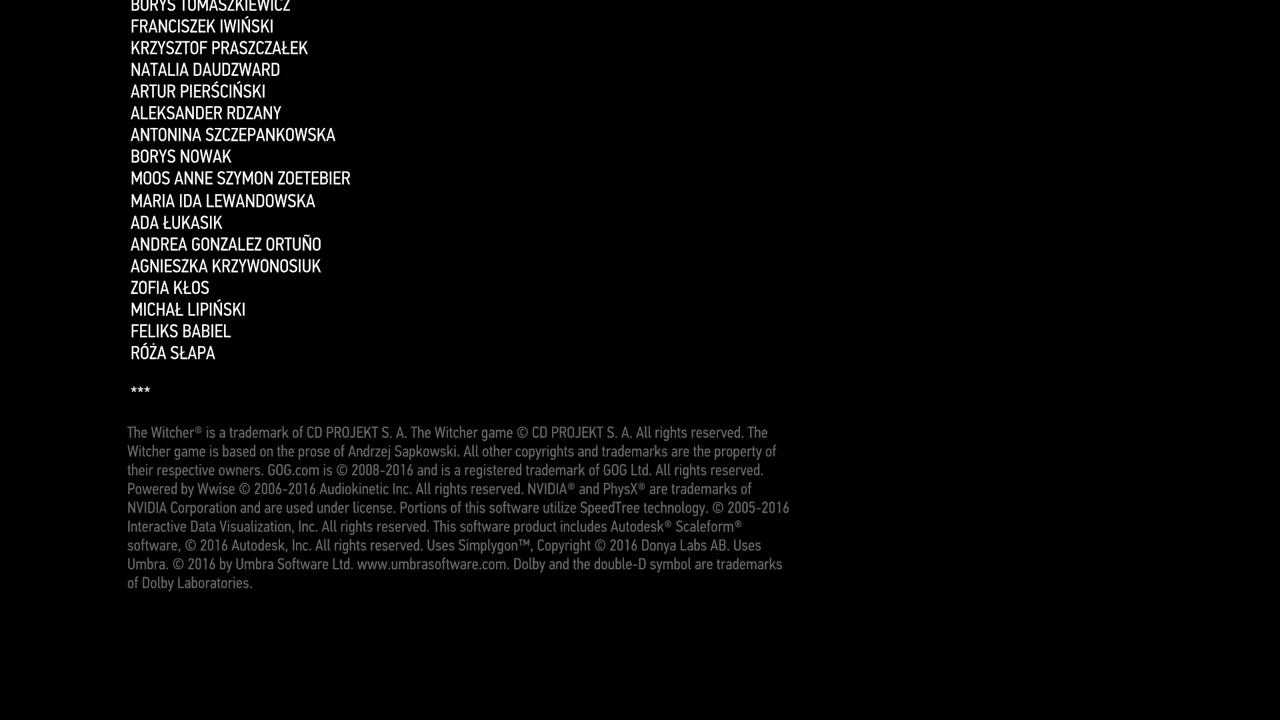 BORYS TOMASZKIEWICZ
FRANCISZEK IWIŃSKI
KRZYSZTOF PRASZCZAŁEK
NATALIA DAUDZWARD
ARTUR PIERŚCIŃSKI
ALEKSANDER RDZANY
ANTONINA SZCZEPANKOWSKA
BORYS NOWAK
MOOS ANNE SZYMON ZOETEBIER
MARIA IDA LEWANDOWSKA
ADA ŁUKASIK
ANDREA GONZALEZ ORTUÑO
AGNIESZKA KRZYWONOSIUK
ZOFIA KŁOS
MICHAŁ LIPIŃSKI
FELIKS BABIEL
RÓŻA SŁAPA
***
The Witcher® is a trademark of CD PROJEKT S. A. The Witcher game © CD PROJEKT S. A. All rights reserved. The
Witcher game is based on the prose of Andrzej Sapkowski. All other copyrights and trademarks are the property of
their respective owners. GOG.com is © 2008-2016 and is a registered trademark of GOG Ltd. All rights reserved.
Powered by Wwise © 2006-2016 Audiokinetic Inc. All rights reserved. NVIDIA® and PhysX® are trademarks of
NVIDIA Corporation and are used under license. Portions of this software utilize SpeedTree technology. © 2005-2016
Interactive Data Visualization, Inc. All rights reserved. This software product includes Autodesk® Scaleform®
software, © 2016 Autodesk, Inc. All rights reserved. Uses Simplygon™, Copyright © 2016 Donya Labs AB. Uses
Umbra. © 2016 by Umbra Software Ltd. www.umbrasoftware.com. Dolby and the double-D symbol are trademarks
of Dolby Laboratories.